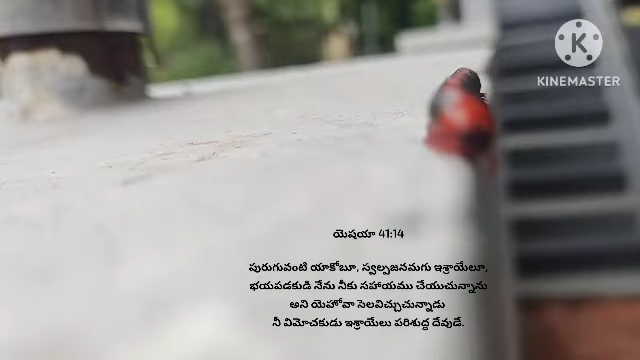 KINEMASTER
యెషయా 41:14
పురుగువంటి యాకోబూ, స్వల్పజనమగు ఇశ్రాయేలూ,
భయపడకుడి నేను నీకు సహాయము చేయుచున్నాను
అని యెహోవా సెలవిచ్చుచున్నాడు
నీ విమోచకుడు ఇశ్రాయేలు పరిశుద్ధ దేవుడే.